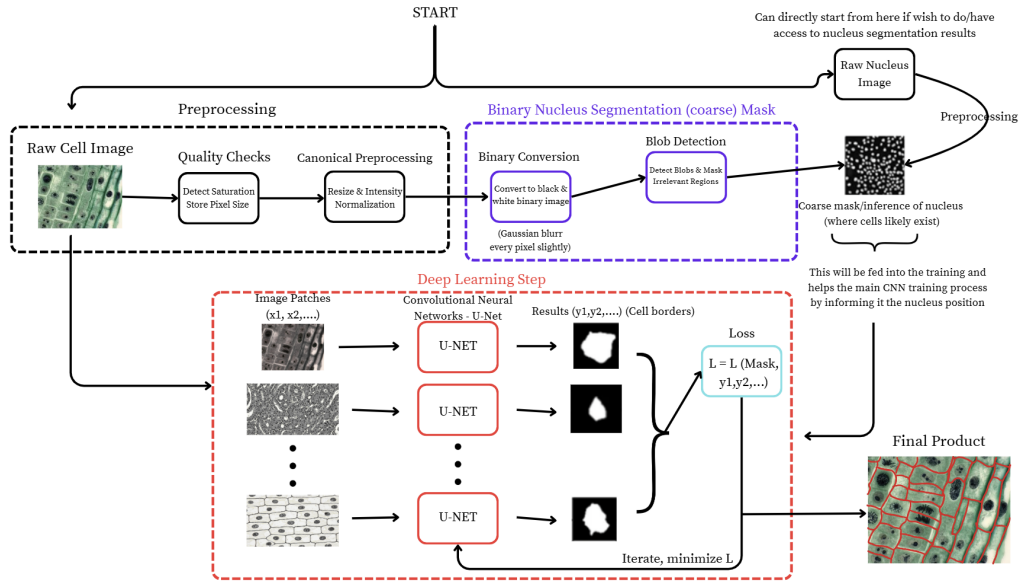 START
Can directly start from here if wish to do/have
access to nucleus segmentation results
Raw Nucleus
Image
Preprocessing
Preprocessing
Raw Cell Image
Quality Checks
Detect Saturation
Store Pixel Size
Canonical Preprocessing
Resize & Intensity
Normalization
Binary Nucleus Segmentation (coarse) Mask
Binary Conversion
Convert to black &
white binary image
(Gaussian blurr
every pixel slightly)
Blob Detection
Detect Blobs & Mask
Irrelevant Regions
Coarse mask/inference of nucleus
(where cells likely exist)
This will be fed into the training and
helps the main CNN training process
by informing it the nucleus position
Deep Learning Step
Image Patches
(x1, x2,....)
Convolutional Neural
Networks - U-Net
Results (y1,y2,....) (Cell borders)
U-NET
U-NET
U-NET
Loss
L = L (Mask,
y1,y2,...)
Iterate, minimize L
Final Product